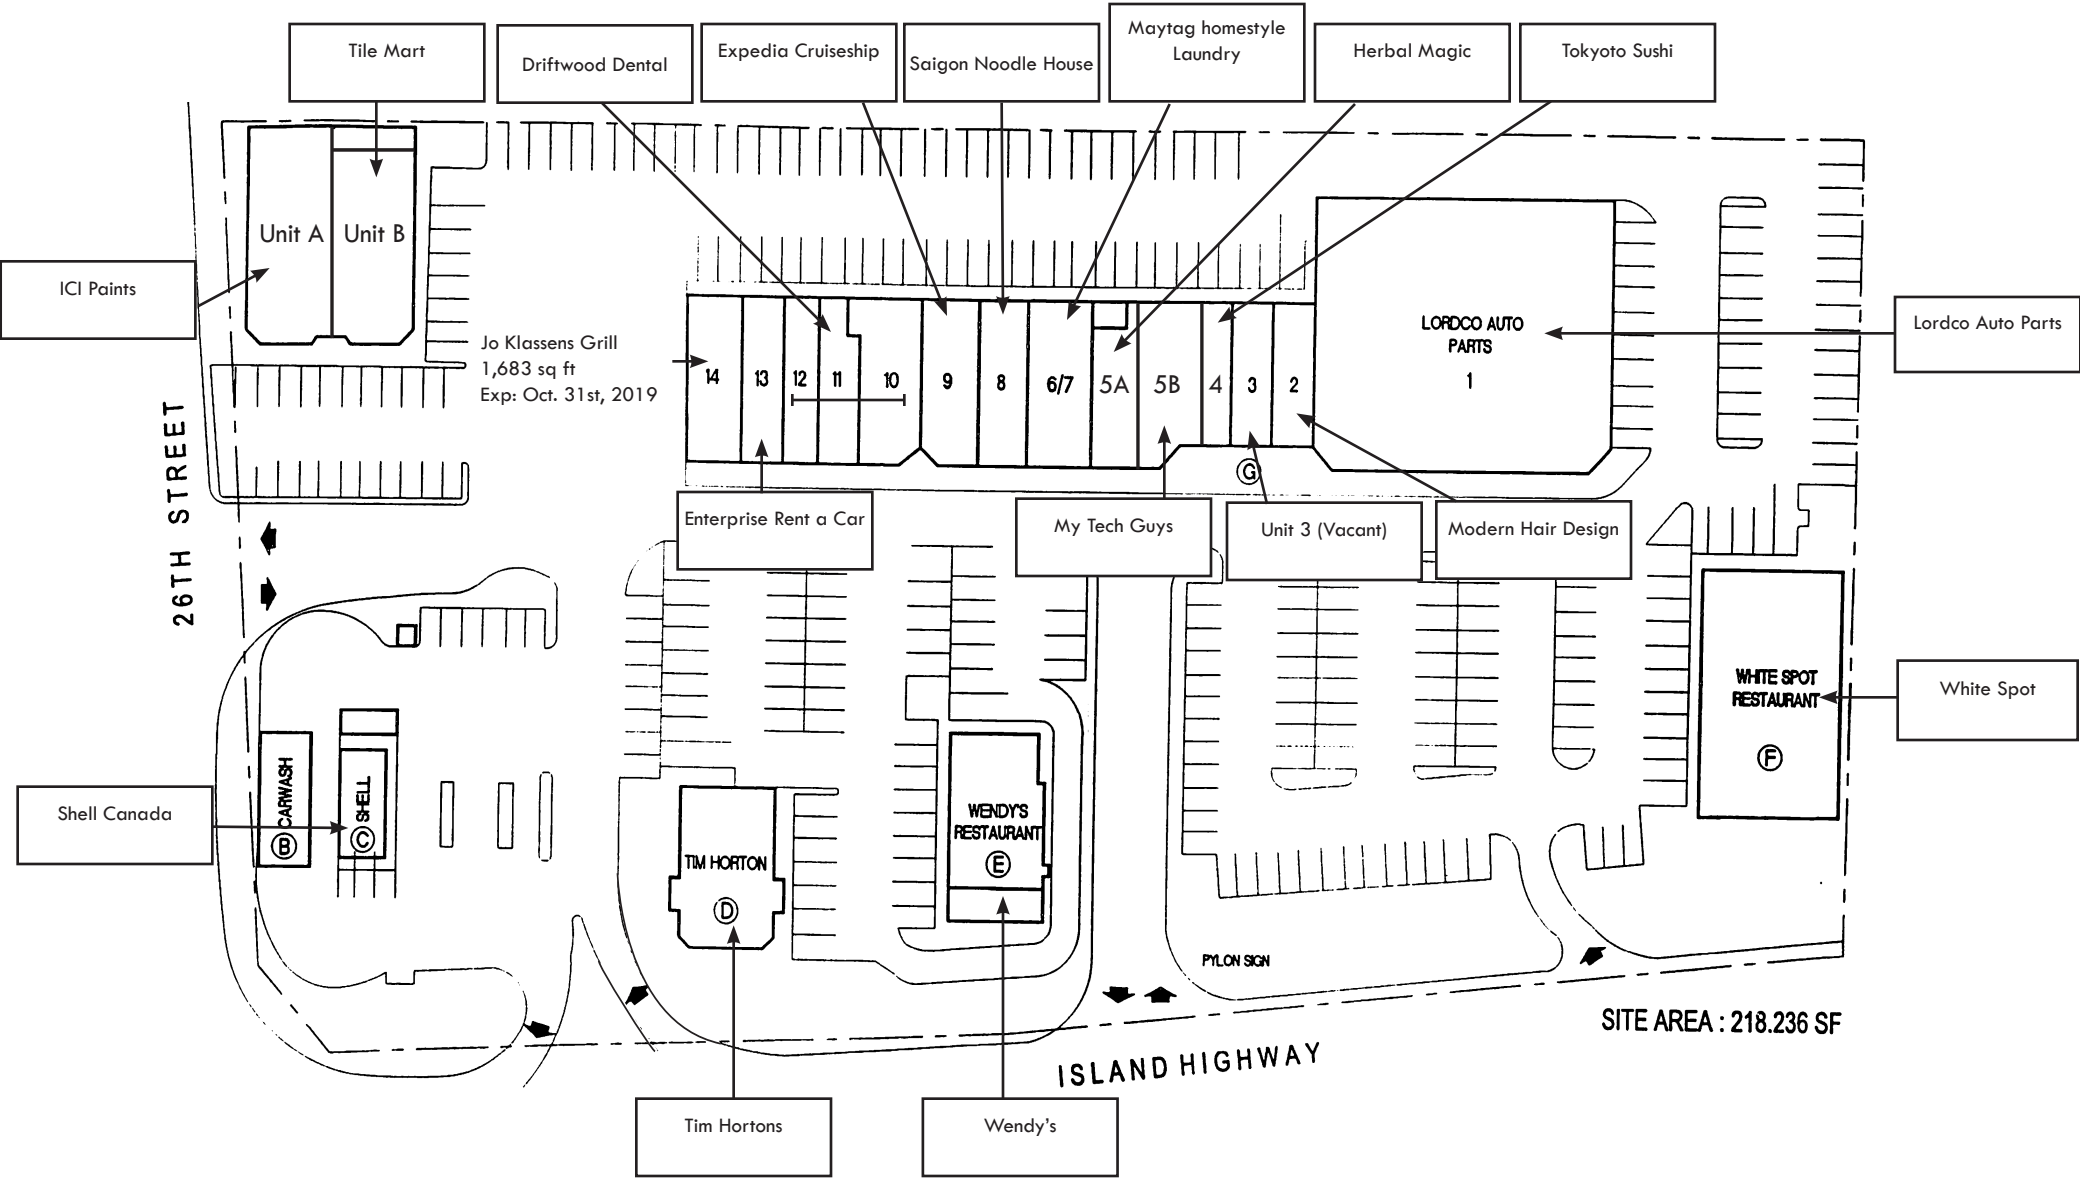 Tile Mart
Driftwood Dental
Expedia Cruiseship
Saigon Noodle House
Maytag homestyle
Laundry
Herbal Magic
Tokyoto Sushi
Unit A
Unit B
ICI Paints
Jo Klassens Grill
1,683 sq ft
Exp: Oct. 31st, 2019
14
13
12
11
10
9
8
6/7
5A
5B
4
3
2
LORDCO AUTO
PARTS
1
Lordco Auto Parts
G
26TH STREET
Enterprise Rent a Car
My Tech Guys
Unit 3 (Vacant)
Modern Hair Design
WHITE SPOT
RESTAURANT
F
White Spot
Shell Canada
CARWASH
B
SHELL
C
TIM HORTON
D
WENDY'S
RESTAURANT
E
PYLON SIGN
SITE AREA : 218.236 SF
ISLAND HIGHWAY
Tim Hortons
Wendy's